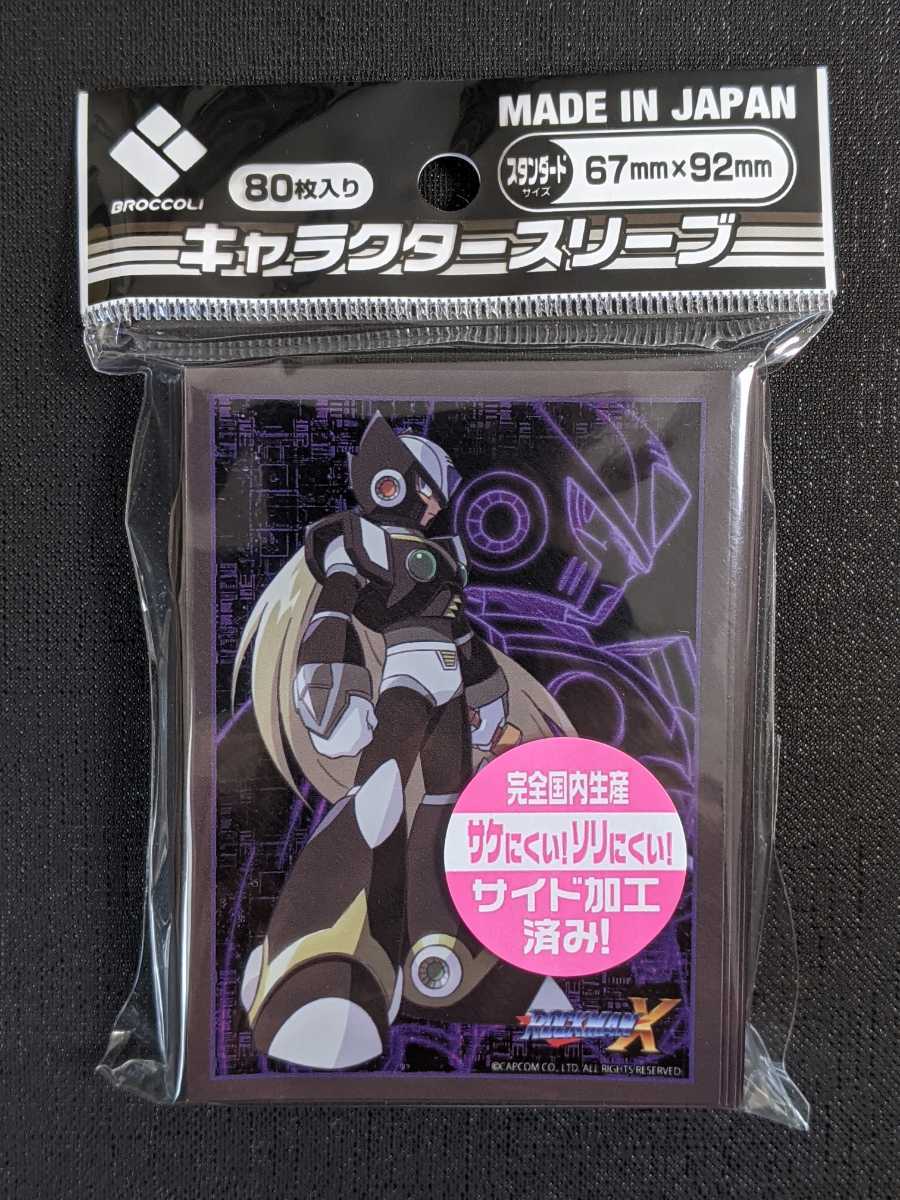 MADE IN JAPAN
BROCCOLI
80枚入り
スタンダード
サイズ
67mm×92mm
キャラクタースリーブ
完全国内生産
サケにくい!ソリにくい!
サイド加工
済み!
ROCKMAN X
©CAPCOM CO., LTD. ALL RIGHTS RESERVED.